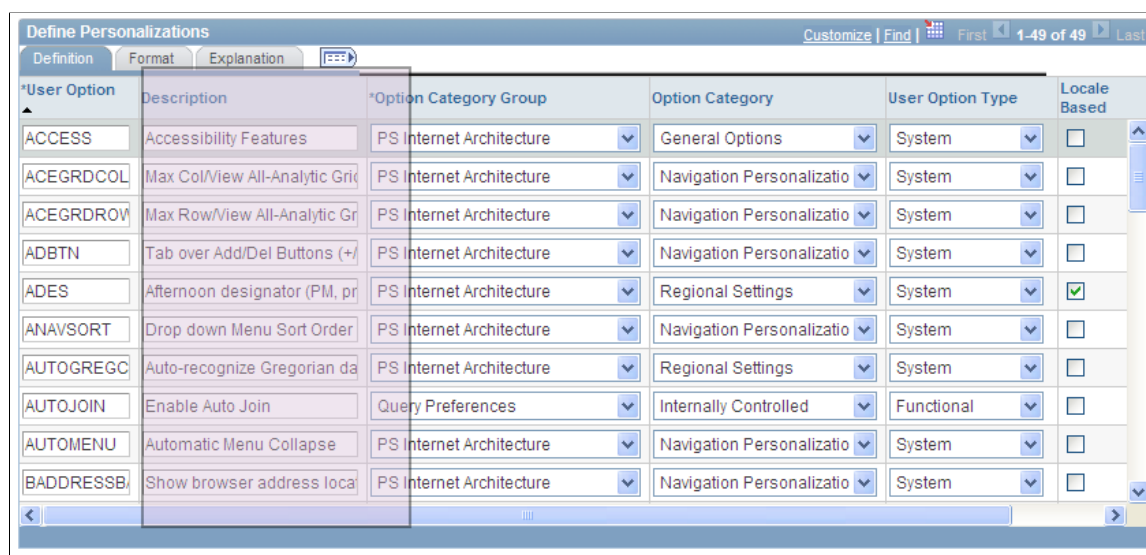 Define Personalizations Customize | Find | First 1-49 of 49 Last
Definition Format Explanation
*User Option Description *Option Category Group Option Category User Option Type Locale Based
ACCESS Accessibility Features PS Internet Architecture General Options System
ACEGRDCOL Max Col/View All-Analytic Grid PS Internet Architecture Navigation Personalizatio System
ACEGRDROW Max Row/View All-Analytic Gr PS Internet Architecture Navigation Personalizatio System
ADBTN Tab over Add/Del Buttons (+/ PS Internet Architecture Navigation Personalizatio System
ADES Afternoon designator (PM, pr PS Internet Architecture Regional Settings System
ANAVSORT Drop down Menu Sort Order PS Internet Architecture Navigation Personalizatio System
AUTOGREGC Auto-recognize Gregorian da PS Internet Architecture Regional Settings System
AUTOJOIN Enable Auto Join Query Preferences Internally Controlled Functional
AUTOMENU Automatic Menu Collapse PS Internet Architecture Navigation Personalizatio System
BADDRESSBA Show browser address locat PS Internet Architecture Navigation Personalizatio System